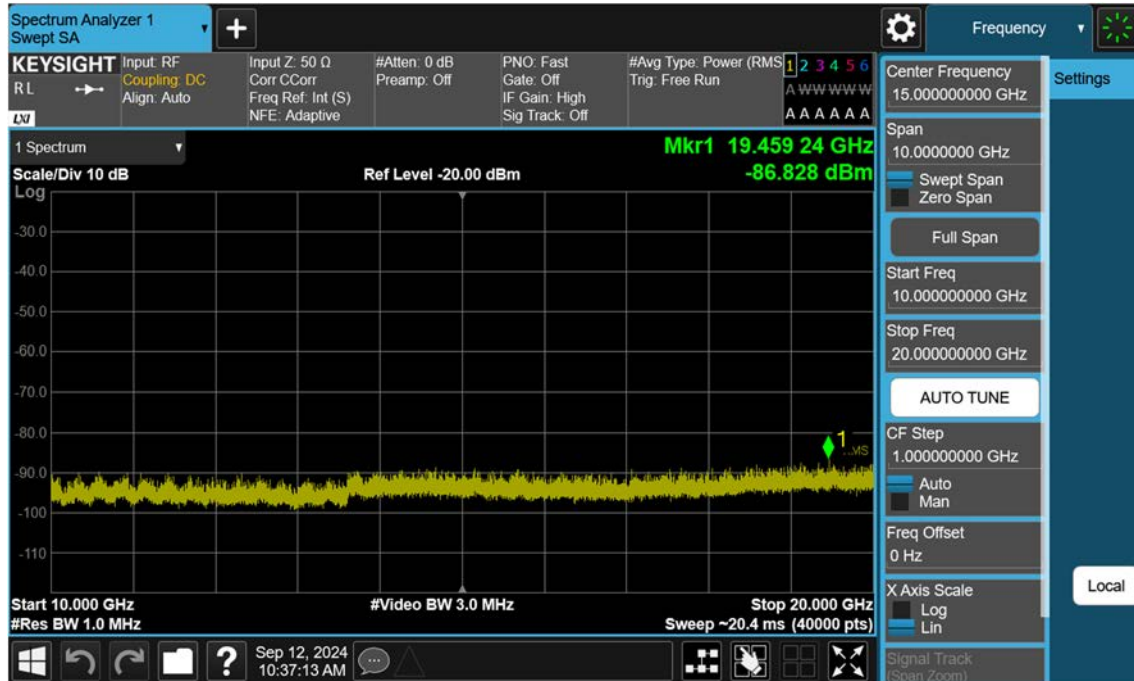 Spectrum Analyzer 1
Swept SA
Frequency
KEYSIGHT
R L
LXI
Input: RF
Coupling: DC
Align: Auto
Input Z: 50 Ω
Corr CCorr
Freq Ref: Int (S)
NFE: Adaptive
#Atten: 0 dB
Preamp: Off
PNO: Fast
Gate: Off
IF Gain: High
Sig Track: Off
#Avg Type: Power (RMS
Trig: Free Run
1 2 3 4 5 6
A W W W W W
A A A A A A
1 Spectrum
Scale/Div 10 dB
Ref Level -20.00 dBm
Mkr1 19.459 24 GHz
-86.828 dBm
Log
-30.0
-40.0
-50.0
-60.0
-70.0
-80.0
-90.0
-100
-110
1
Start 10.000 GHz
#Res BW 1.0 MHz
#Video BW 3.0 MHz
Stop 20.000 GHz
Sweep ~20.4 ms (40000 pts)
Sep 12, 2024
10:37:13 AM
Center Frequency
15.000000000 GHz
Span
10.0000000 GHz
Swept Span
Zero Span
Full Span
Start Freq
10.000000000 GHz
Stop Freq
20.000000000 GHz
AUTO TUNE
CF Step
1.000000000 GHz
Auto
Man
Freq Offset
0 Hz
X Axis Scale
Log
Lin
Signal Track
(Span Zoom)
Settings
Local